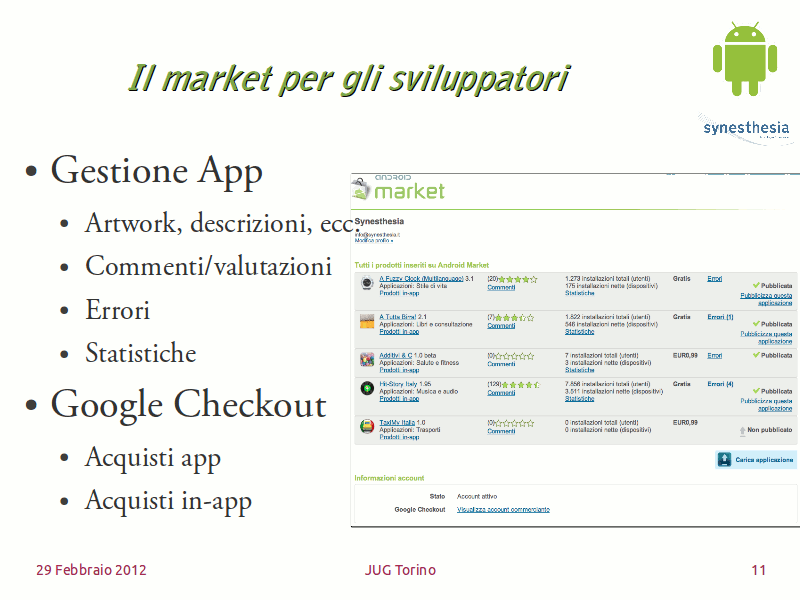 Il market per gli sviluppatori
synesthesia
• Gestione App
• Artwork, descrizioni, ecc.
• Commenti/valutazioni
• Errori
• Statistiche
• Google Checkout
• Acquisti app
• Acquisti in-app
ANDROID
market
Synesthesia
info@synesthesia.it
Modifica profilo »
Tutti i prodotti inseriti su Android Market
A Fuzzy Clock (Multilanguage) 3.1 (20) 1.273 installazioni totali (utenti) Gratis Errori
Applicazioni: Stile di vita Commenti 175 installazioni nette (dispositivi) Pubblicata
Prodotti in-app Statistiche Pubblicizza questa
applicazione
A Tutta Birra! 2.1 (7) 1.822 installazioni totali (utenti) Gratis Errori (1)
Applicazioni: Libri e consultazione Commenti 546 installazioni nette (dispositivi) Pubblicata
Prodotti in-app Statistiche Pubblicizza questa
applicazione
Additivi & C 1.0 beta (0) 7 installazioni totali (utenti) EUR0,99 Errori Pubblicata
Applicazioni: Salute e fitness Commenti 3 installazioni nette (dispositivi)
Prodotti in-app Statistiche
Hi-Story Italy 1.95 (129) 7.856 installazioni totali (utenti) Gratis Errori (4)
Applicazioni: Musica e audio Commenti 3.511 installazioni nette (dispositivi) Pubblicata
Prodotti in-app Statistiche Pubblicizza questa
applicazione
TaxiMv Italia 1.0 (0) 0 installazioni totali (utenti) EUR0,99
Applicazioni: Trasporti Commenti 0 installazioni nette (dispositivi) Non pubblicato
Prodotti in-app
Carica applicazione
Informazioni account
Stato Account attivo
Google Checkout Visualizza account commerciante
29 Febbraio 2012 JUG Torino 11